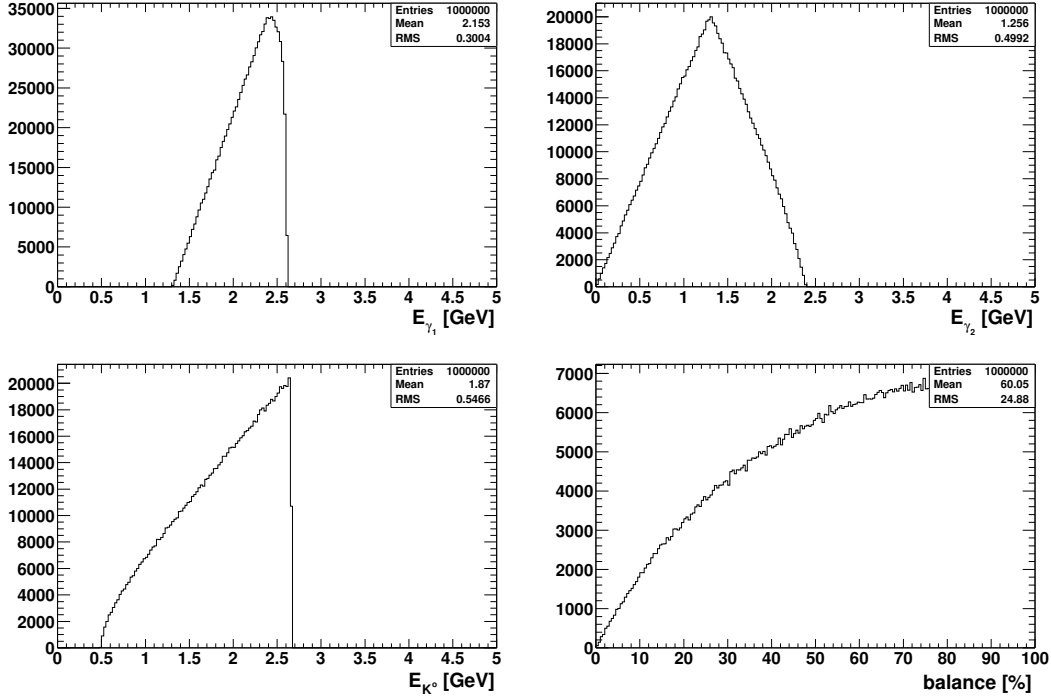 Entries 1000000
Mean 2.153
RMS 0.3004
35000
30000
25000
20000
15000
10000
5000
0
0 0.5 1 1.5 2 2.5 3 3.5 4 4.5 5
E γ1 [GeV]
Entries 1000000
Mean 1.256
RMS 0.4992
20000
18000
16000
14000
12000
10000
8000
6000
4000
2000
0
0 0.5 1 1.5 2 2.5 3 3.5 4 4.5 5
E γ2 [GeV]
Entries 1000000
Mean 1.87
RMS 0.5466
20000
18000
16000
14000
12000
10000
8000
6000
4000
2000
0
0 0.5 1 1.5 2 2.5 3 3.5 4 4.5 5
E K° [GeV]
Entries 1000000
Mean 60.05
RMS 24.88
7000
6000
5000
4000
3000
2000
1000
0
0 10 20 30 40 50 60 70 80 90 100
balance [%]